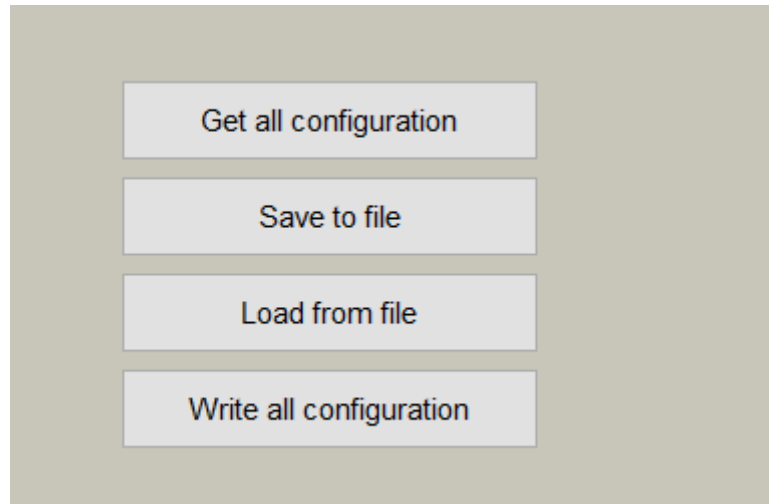 Get all configuration
Save to file
Load from file
Write all configuration